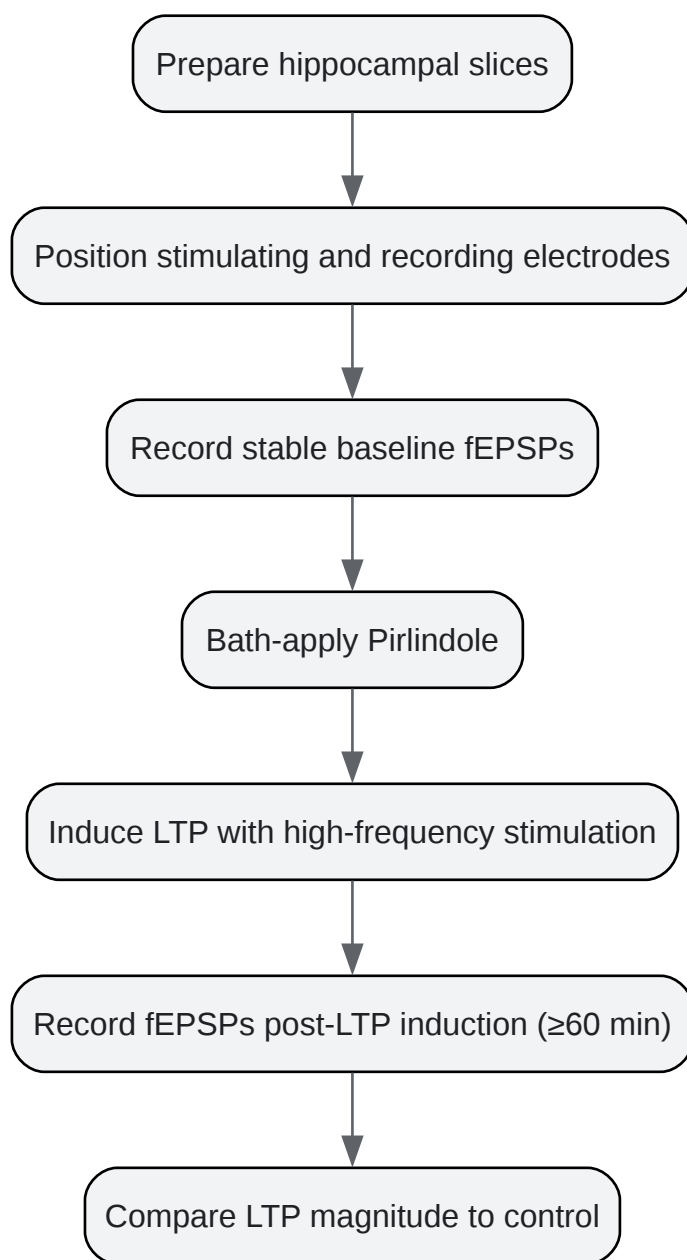 Prepare hippocampal slices
Position stimulating and recording electrodes
Record stable baseline fEPSPs
Bath-apply Pirlindole
Induce LTP with high-frequency stimulation
Record fEPSPs post-LTP induction (≥60 min)
Compare LTP magnitude to control